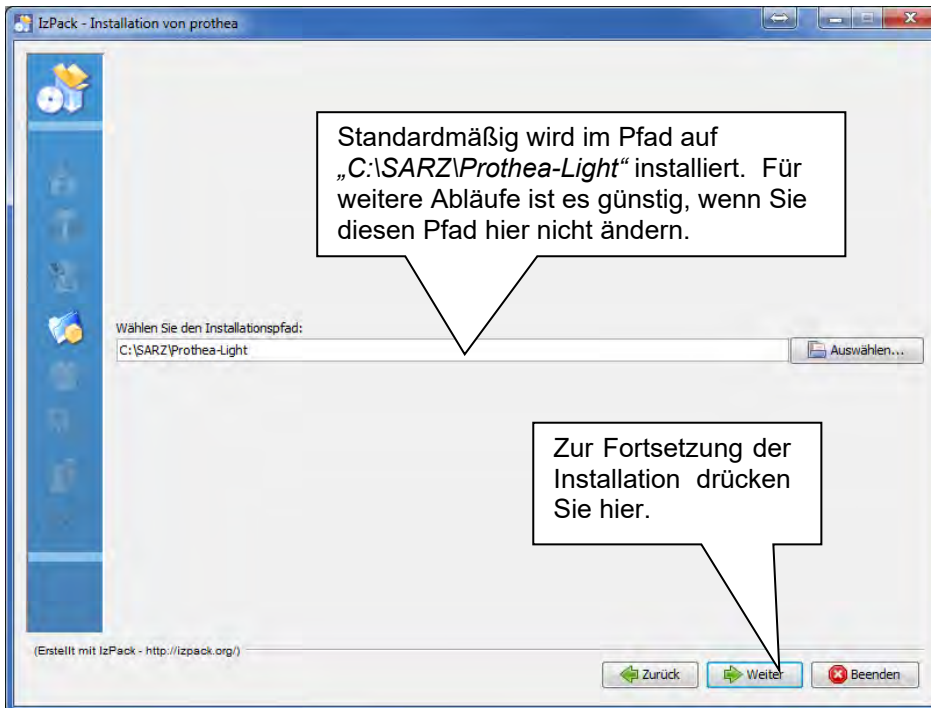 IzPack - Installation von prothea
Standardmäßig wird im Pfad auf
„C:\SARZ\Prothea-Light“ installiert. Für
weitere Abläufe ist es günstig, wenn Sie
diesen Pfad hier nicht ändern.
Wählen Sie den Installationspfad:
C:\SARZ\Prothea-Light
Auswählen...
Zur Fortsetzung der
Installation drücken
Sie hier.
(Erstellt mit IzPack - http://izpack.org/)
Zurück
Weiter
Beenden